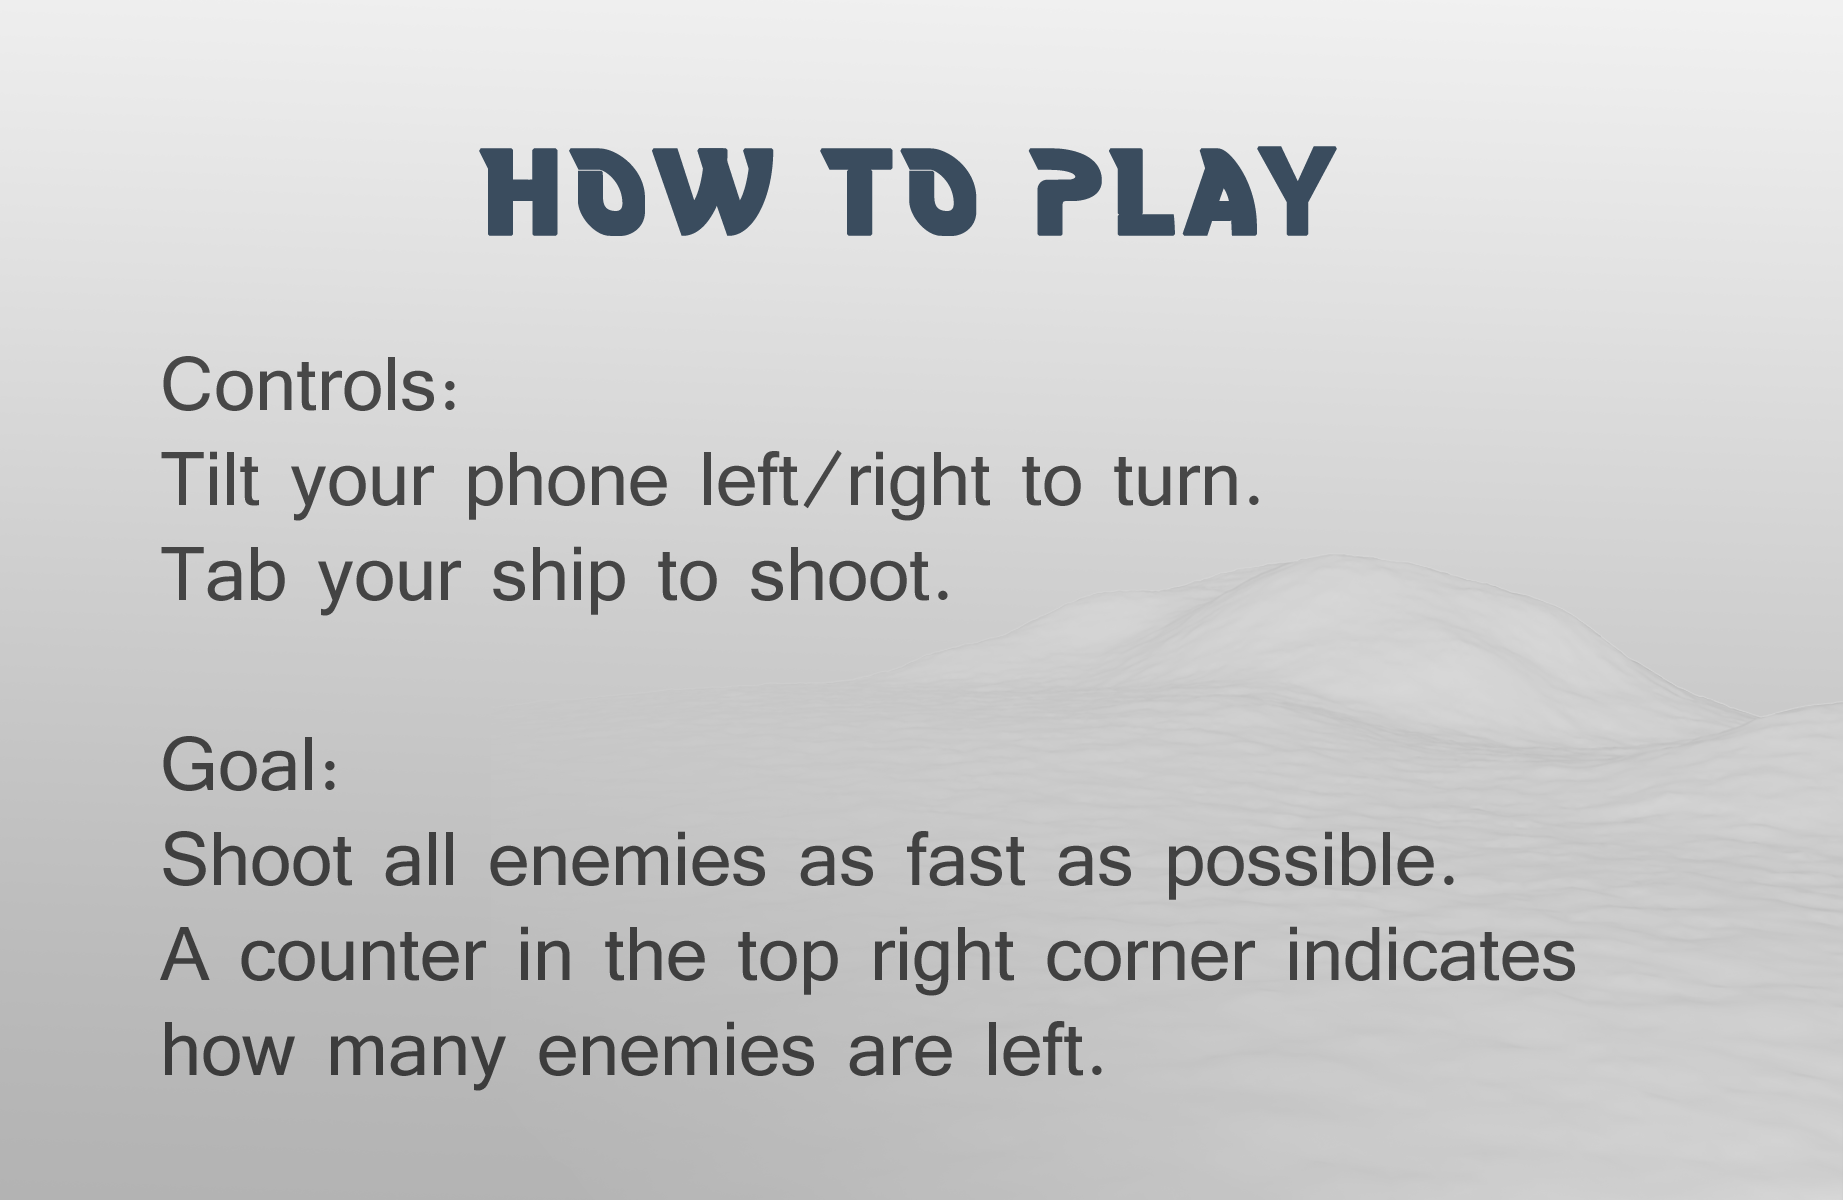 HOW TO PLAY
Controls:
Tilt your phone left/right to turn.
Tab your ship to shoot.
Goal:
Shoot all enemies as fast as possible.
A counter in the top right corner indicates
how many enemies are left.